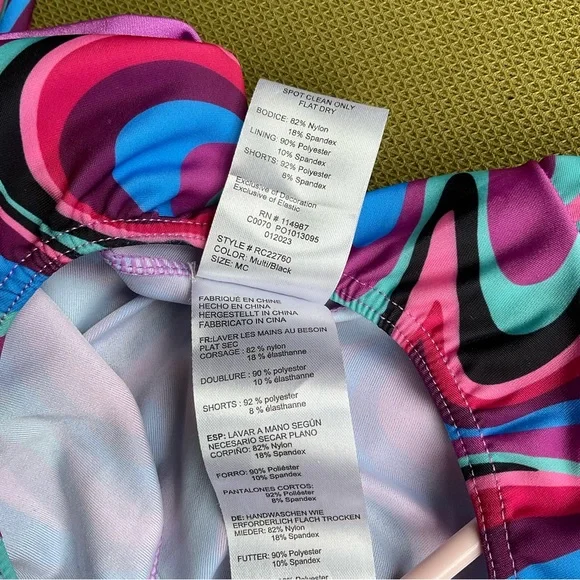 SPOT CLEAN ONLY
FLAT DRY
BODICE: 82% Nylon
18% Spandex
LINING: 90% Polyester
10% Spandex
SHORTS: 92% Polyester
8% Spandex
Exclusive of Decoration
Exclusive of Elastic
RN # 114987
C0070 PO1013095
012023
STYLE # RC22760
COLOR: Multi/Black
SIZE: MC
FABRIQUÉ EN CHINE
HECHO EN CHINA
HERGESTELLT IN CHINA
FABBRICATO IN CINA
FR:LAVER LES MAINS AU BESOIN
PLAT SEC
CORSAGE : 82 % nylon
18 % élasthanne
DOUBLURE : 90 % polyester
10 % élasthanne
SHORTS : 92 % polyester
8 % élasthanne
ESP: LAVAR A MANO SEGÚN
NECESARIO SECAR PLANO
CORPIÑO: 82% Nylon
18% Spandex
FORRO: 90% Poliéster
10% Spandex
PANTALONES CORTOS:
92% Poliéster
8% Spandex
DE: HANDWASCHEN WIE
ERFORDERLICH FLACH TROCKEN
MIEDER: 82% Nylon
18% Spandex
FUTTER: 90% Polyester
10% Spandex